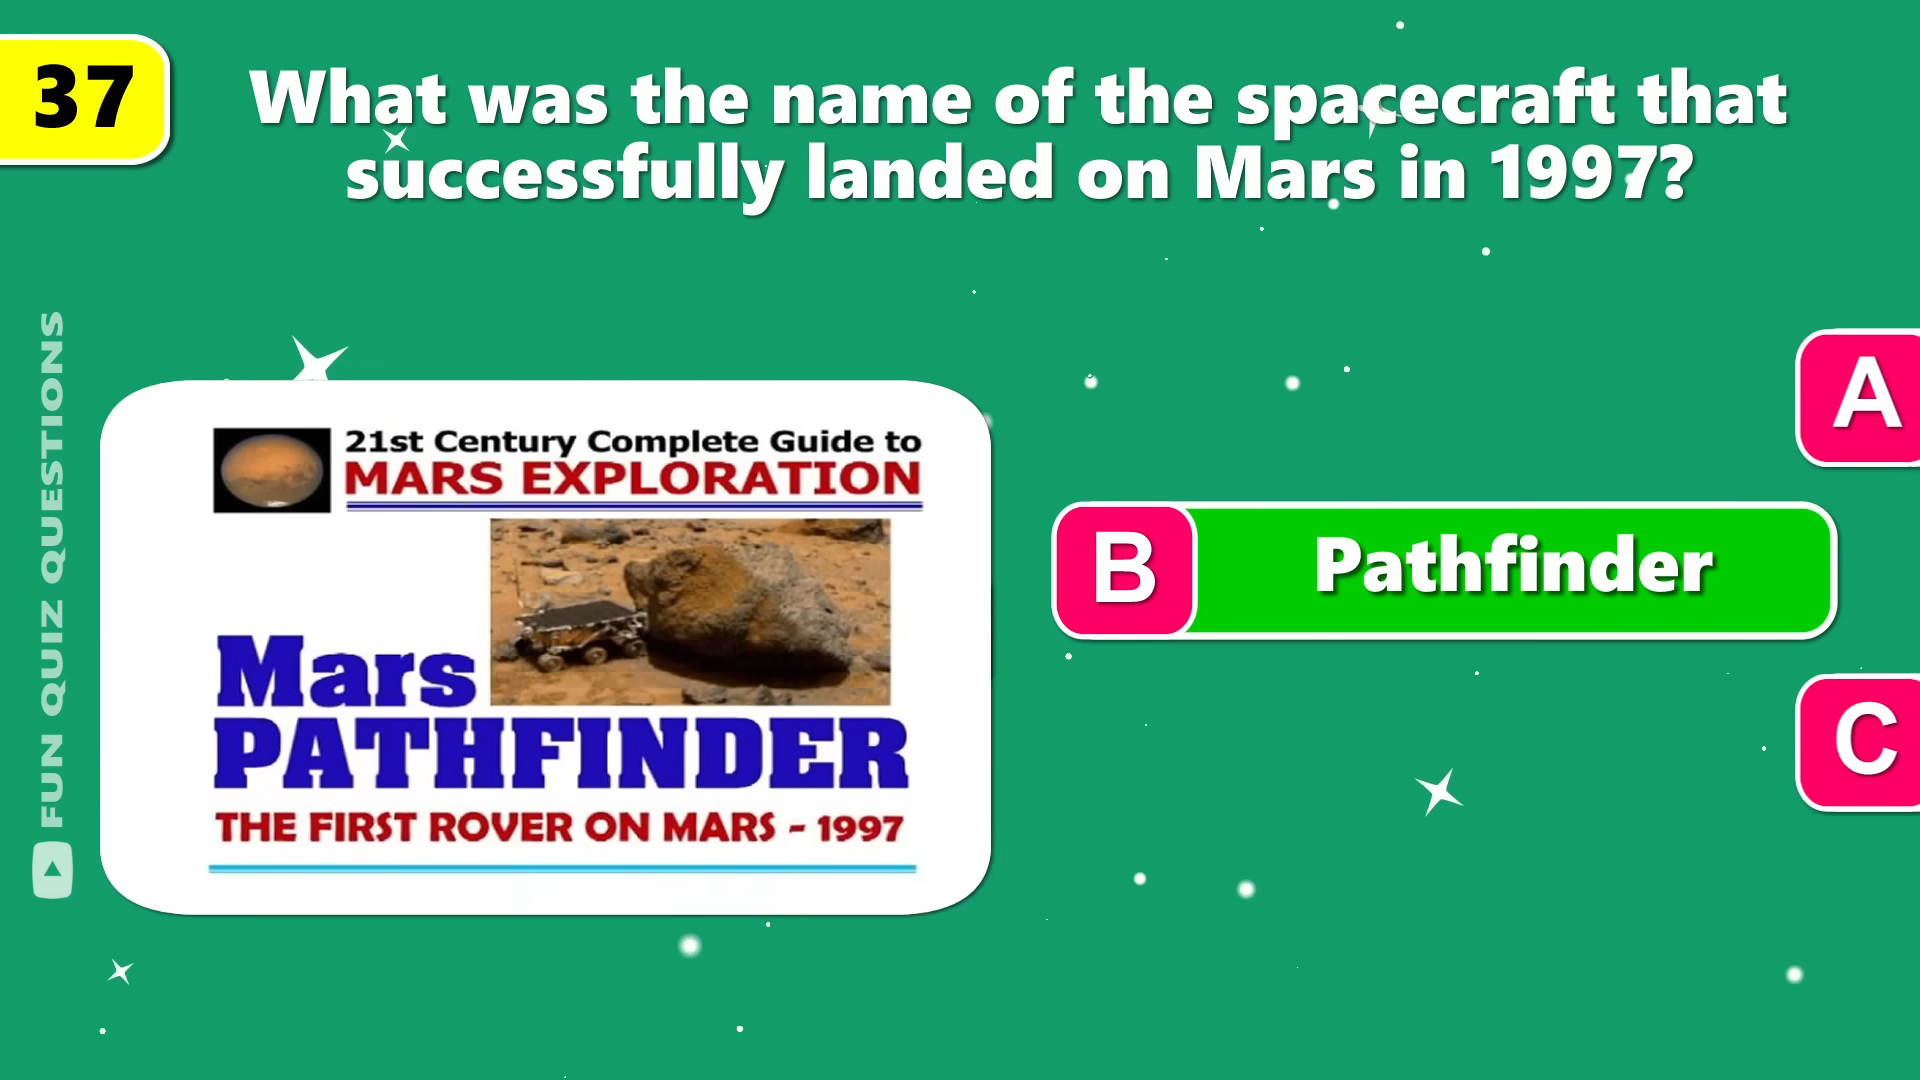 37
What was the name of the spacecraft that
successfully landed on Mars in 1997?
FUN QUIZ QUESTIONS
21st Century Complete Guide to
MARS EXPLORATION
Mars
PATHFINDER
THE FIRST ROVER ON MARS - 1997
A
B Pathfinder
C